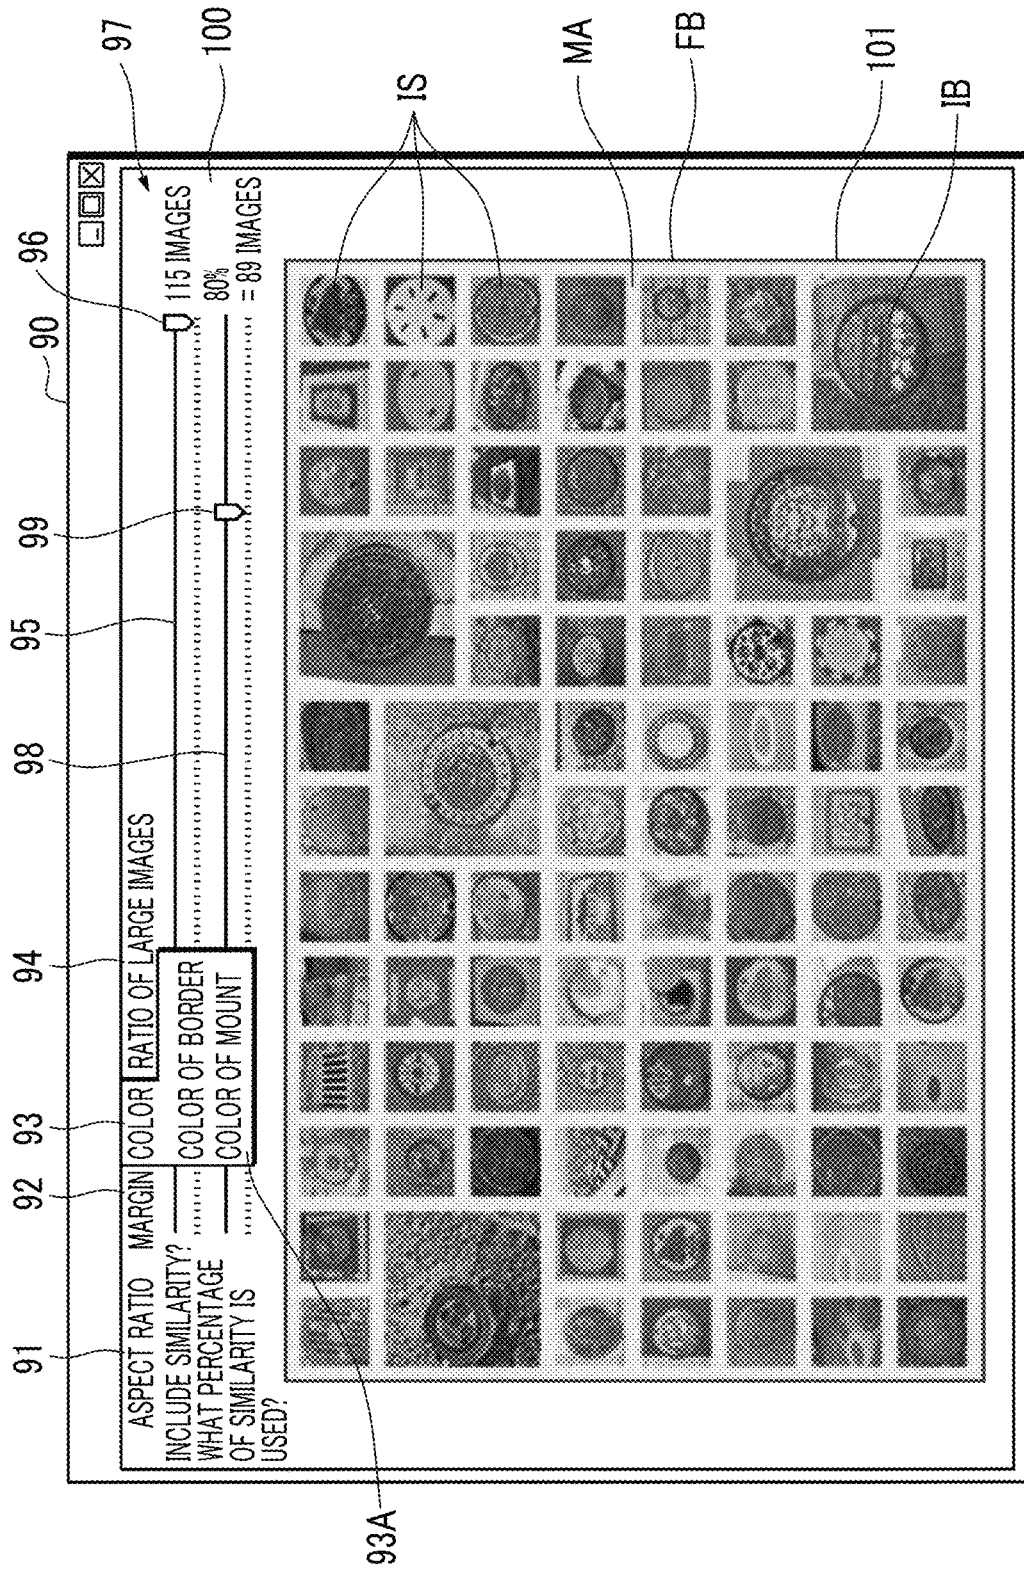 90
96
97
91
92
93
94
98
95
99
ASPECT RATIO MARGIN COLOR RATIO OF LARGE IMAGES
INCLUDE SIMILARITY?
115 IMAGES
100
COLOR OF BORDER
COLOR OF MOUNT
WHAT PERCENTAGE
OF SIMILARITY IS
USED?
80%
= 89 IMAGES
93A
IS
MA
FB
101
IB